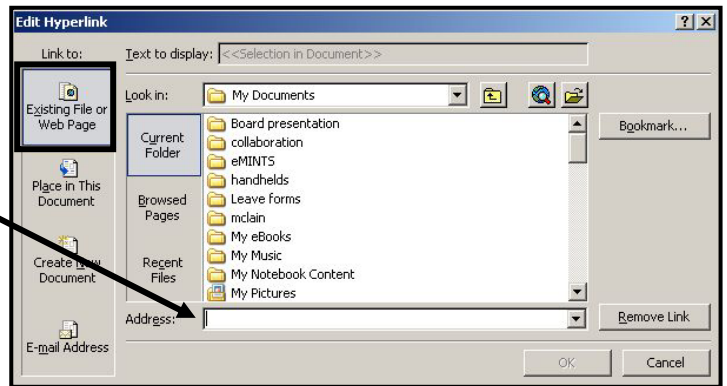 Edit Hyperlink
Link to:
Text to display: <<Selection in Document>>
Existing File or
Web Page
Place in This
Document
Create New
Document
E-mail Address
Look in: My Documents
Current
Folder
Browsed
Pages
Recent
Files
Board presentation
collaboration
eMINTS
handhelds
Leave forms
mclain
My eBooks
My Music
My Notebook Content
My Pictures
Address:
Bookmark...
Remove Link
OK
Cancel